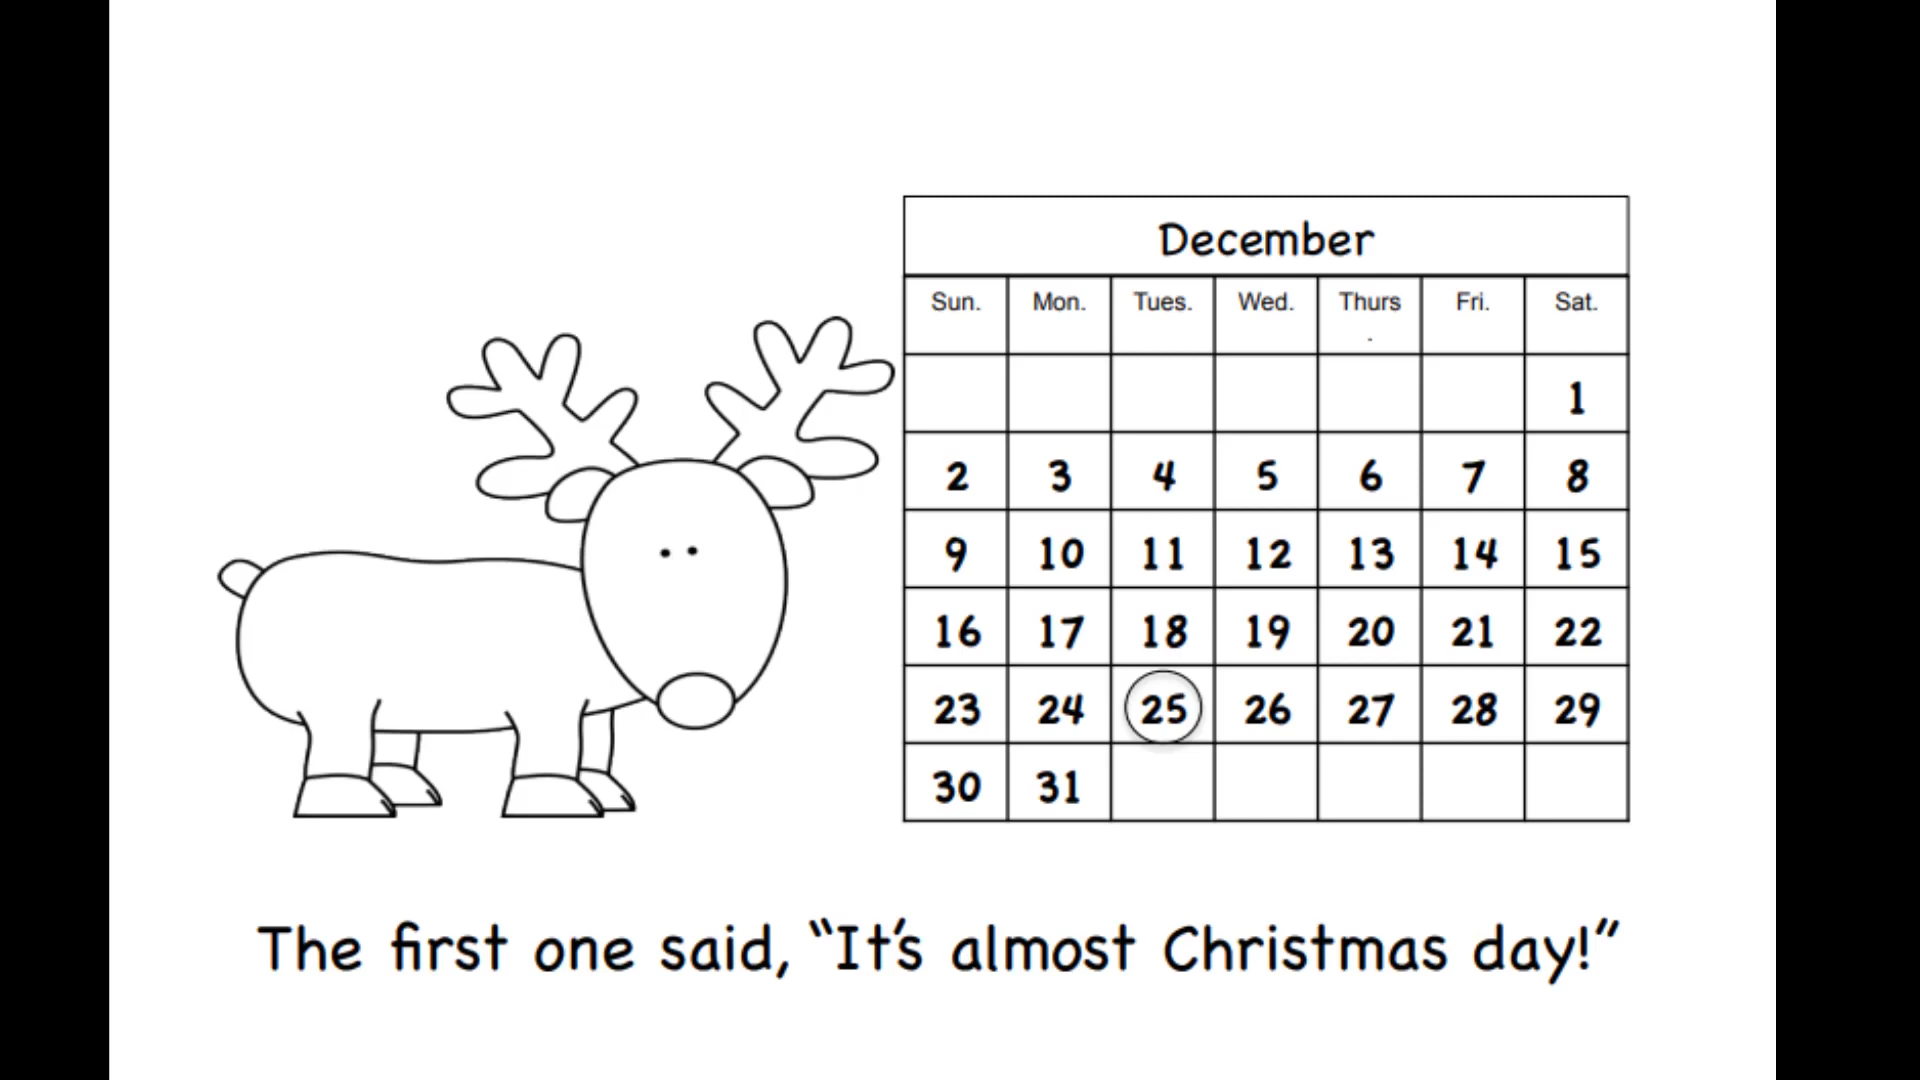 December
Sun. Mon. Tues. Wed. Thurs. Fri. Sat.
1
2 3 4 5 6 7 8
9 10 11 12 13 14 15
16 17 18 19 20 21 22
23 24 25 26 27 28 29
30 31
The first one said, “It’s almost Christmas day!”